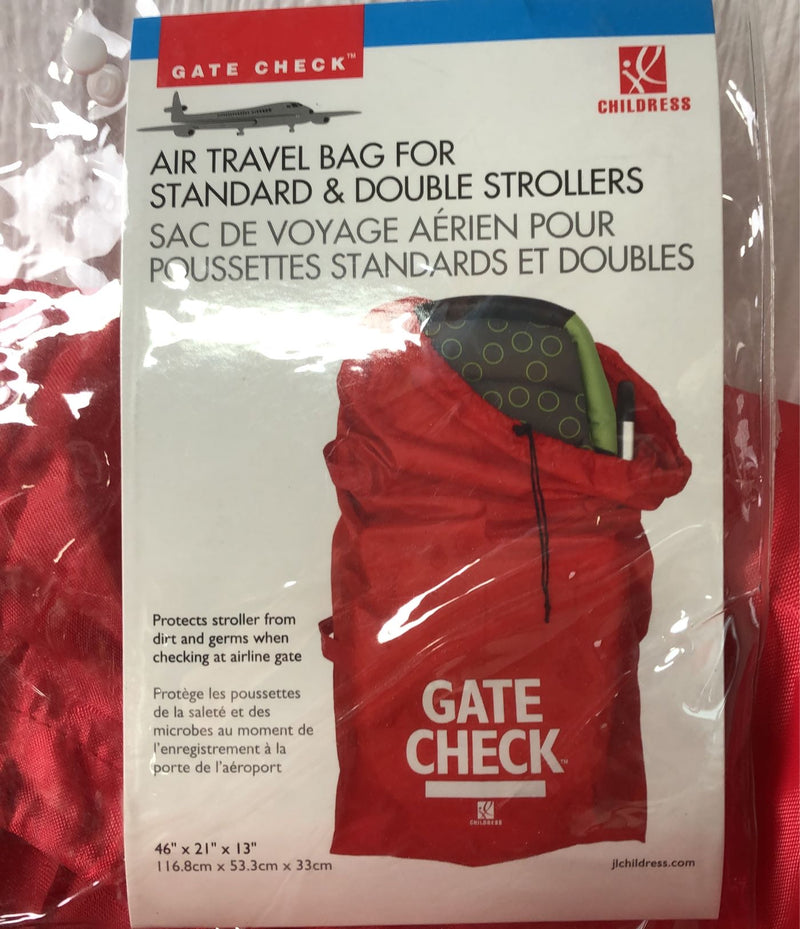 GATE CHECK™
CHILDRESS
AIR TRAVEL BAG FOR
STANDARD & DOUBLE STROLLERS
SAC DE VOYAGE AÉRIEN POUR
POUSSETTES STANDARDS ET DOUBLES
Protects stroller from
dirt and germs when
checking at airline gate
Protège les poussettes
de la saleté et des
microbes au moment de
l'enregistrement à la
porte de l'aéroport
GATE
CHECK™
CHILDRESS
46" x 21" x 13"
116.8cm x 53.3cm x 33cm
jlchildress.com